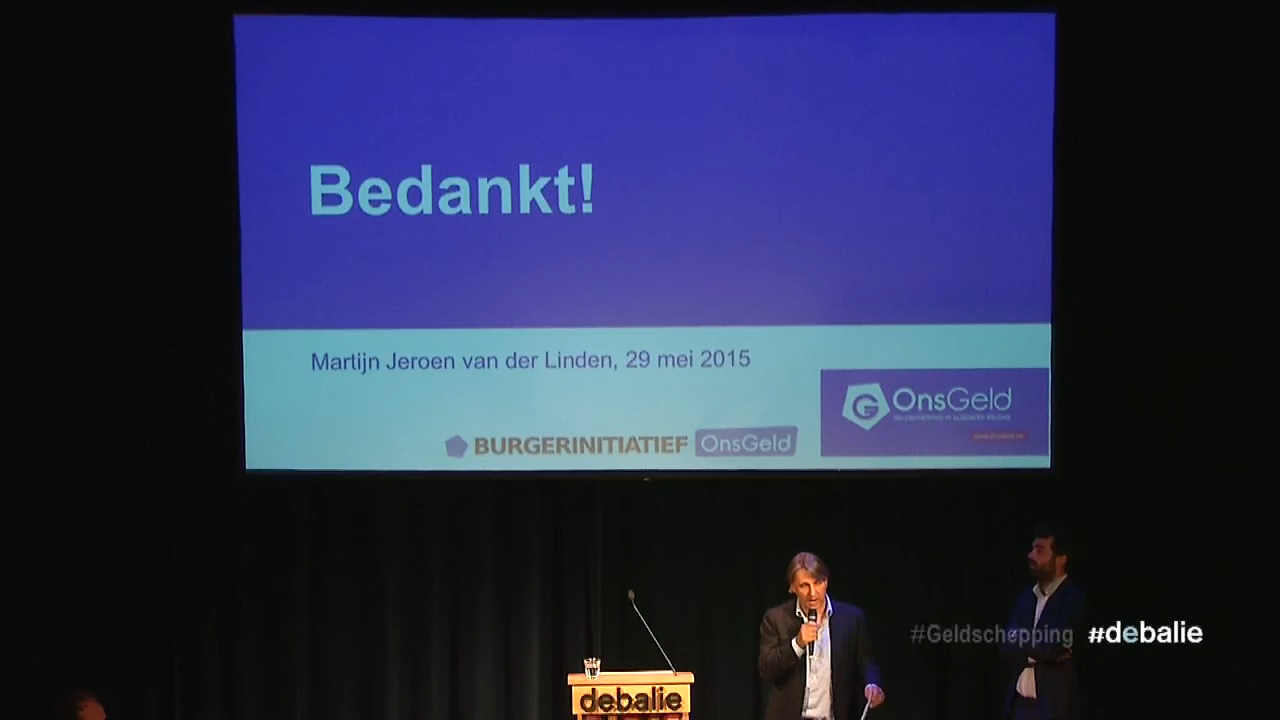 Bedankt!
Martijn Jeroen van der Linden, 29 mei 2015
BURGERINITIATIEF OnsGeld
G OnsGeld
#Geldschepping #debalie
debalie